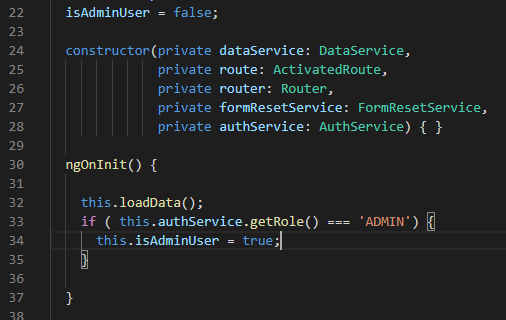 22 isAdminUser = false;
23
24 constructor(private dataService: DataService,
25 private route: ActivatedRoute,
26 private router: Router,
27 private formResetService: FormResetService,
28 private authService: AuthService) { }
29
30 ngOnInit() {
31
32 this.loadData();
33 if ( this.authService.getRole() === 'ADMIN') {
34 this.isAdminUser = true;
35 }
36
37 }
38